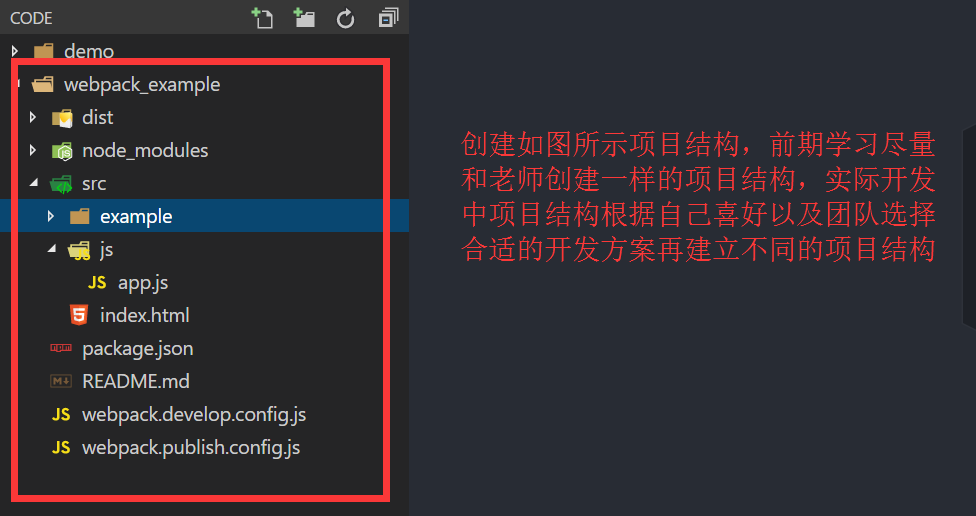 CODE
demo
webpack_example
dist
node_modules
src
example
js
JS app.js
index.html
package.json
README.md
JS webpack.develop.config.js
JS webpack.publish.config.js
创建如图所示项目结构，前期学习尽量
和老师创建一样的项目结构，实际开发
中项目结构根据自己喜好以及团队选择
合适的开发方案再建立不同的项目结构